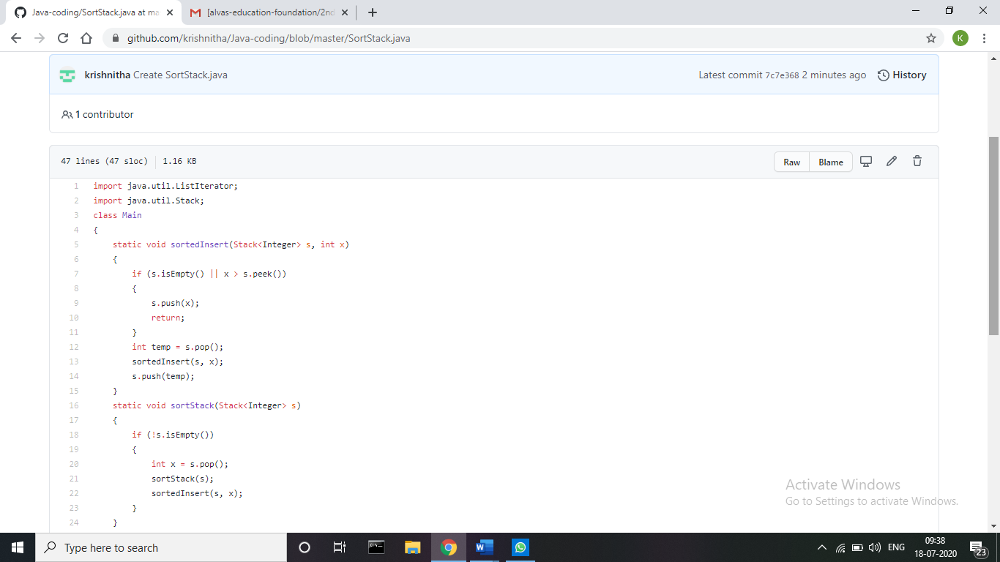 Java-coding/SortStack.java at ma
[alvas-education-foundation/2nd
github.com/krishnitha/Java-coding/blob/master/SortStack.java
K
krishnitha Create SortStack.java
Latest commit 7c7e368 2 minutes ago
History
1 contributor
47 lines (47 sloc) 1.16 KB
Raw
Blame
1 import java.util.ListIterator;
2 import java.util.Stack;
3 class Main
4 {
5 static void sortedInsert(Stack<Integer> s, int x)
6 {
7 if (s.isEmpty() || x > s.peek())
8 {
9 s.push(x);
10 return;
11 }
12 int temp = s.pop();
13 sortedInsert(s, x);
14 s.push(temp);
15 }
16 static void sortStack(Stack<Integer> s)
17 {
18 if (!s.isEmpty())
19 {
20 int x = s.pop();
21 sortStack(s);
22 sortedInsert(s, x);
23 }
24 }
Activate Windows
Go to Settings to activate Windows.
Type here to search
ENG
09:38
18-07-2020
23